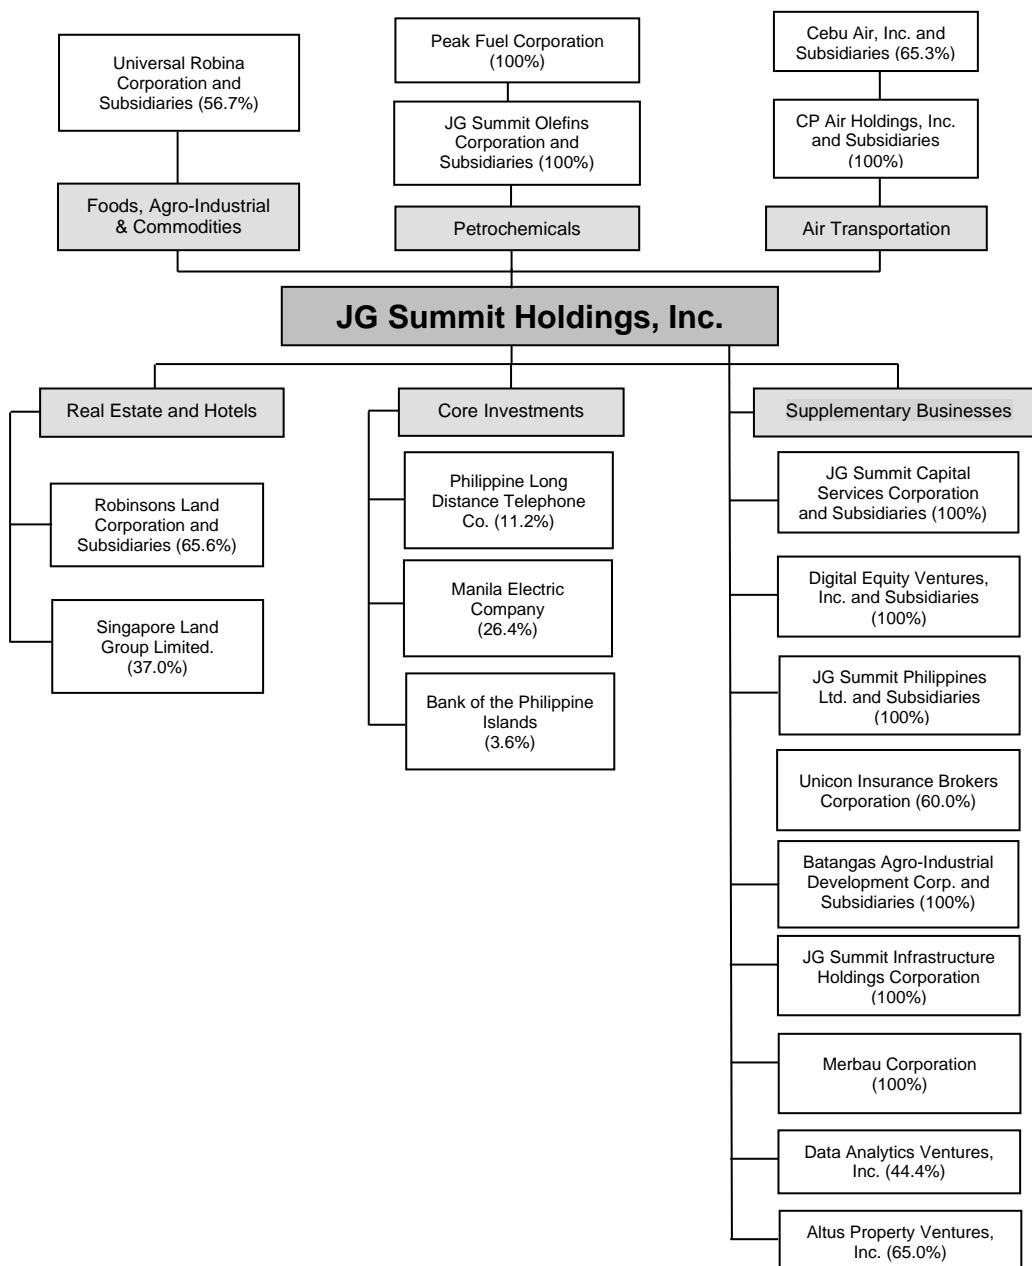 Universal Robina
Corporation and
Subsidiaries (56.7%)
Peak Fuel Corporation
(100%)
Cebu Air, Inc. and
Subsidiaries (65.3%)
JG Summit Olefins
Corporation and
Subsidiaries (100%)
CP Air Holdings, Inc.
and Subsidiaries
(100%)
Foods, Agro-Industrial
& Commodities
Petrochemicals
Air Transportation
JG Summit Holdings, Inc.
Real Estate and Hotels
Robinsons Land
Corporation and
Subsidiaries (65.6%)
Singapore Land
Group Limited.
(37.0%)
Core Investments
Philippine Long
Distance Telephone
Co. (11.2%)
Manila Electric
Company
(26.4%)
Bank of the Philippine
Islands
(3.6%)
Supplementary Businesses
JG Summit Capital
Services Corporation
and Subsidiaries (100%)
Digital Equity Ventures,
Inc. and Subsidiaries
(100%)
JG Summit Philippines
Ltd. and Subsidiaries
(100%)
Unicon Insurance Brokers
Corporation (60.0%)
Batangas Agro-Industrial
Development Corp. and
Subsidiaries (100%)
JG Summit Infrastructure
Holdings Corporation
(100%)
Merbau Corporation
(100%)
Data Analytics Ventures,
Inc. (44.4%)
Altus Property Ventures,
Inc. (65.0%)